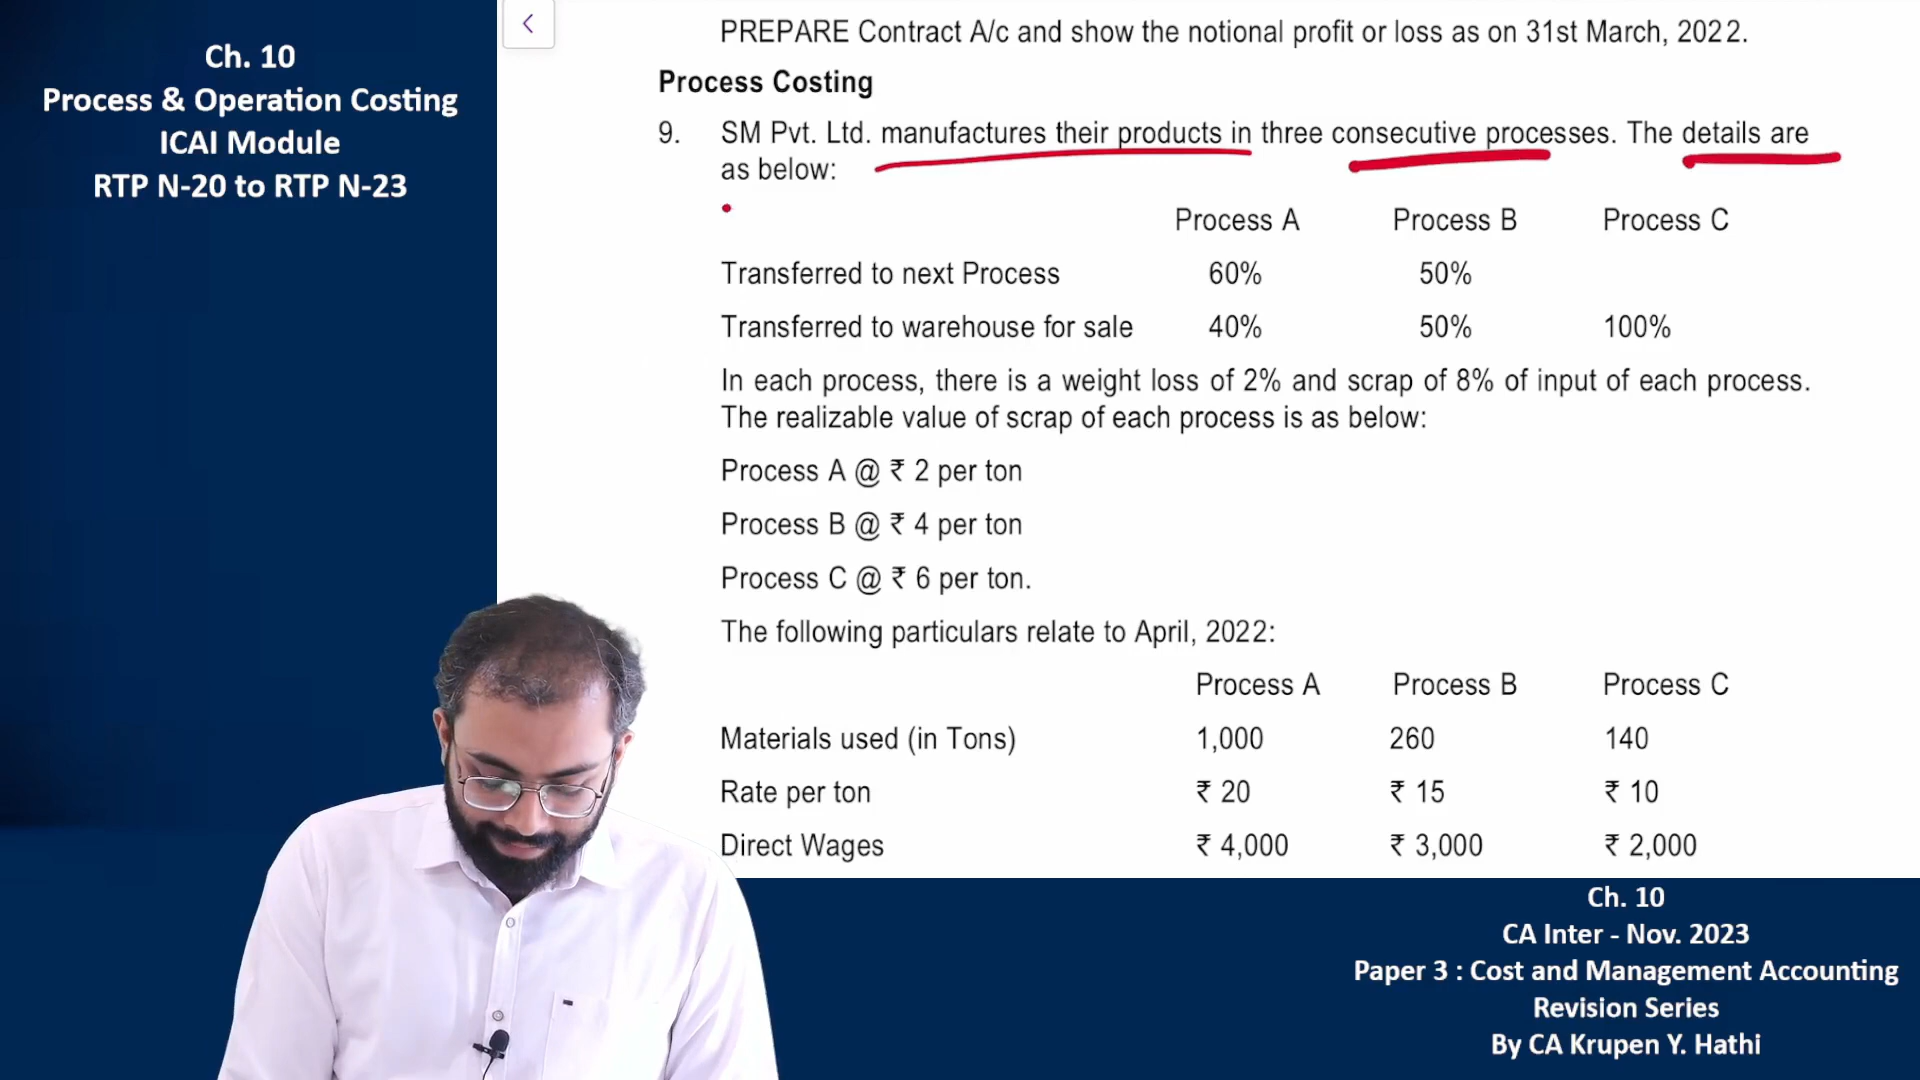 Ch. 10
Process & Operation Costing
ICAI Module
RTP N-20 to RTP N-23
PREPARE Contract A/c and show the notional profit or loss as on 31st March, 2022.
Process Costing
9. SM Pvt. Ltd. manufactures their products in three consecutive processes. The details are
as below:
Process A Process B Process C
Transferred to next Process 60% 50%
Transferred to warehouse for sale 40% 50% 100%
In each process, there is a weight loss of 2% and scrap of 8% of input of each process.
The realizable value of scrap of each process is as below:
Process A @ ₹ 2 per ton
Process B @ ₹ 4 per ton
Process C @ ₹ 6 per ton.
The following particulars relate to April, 2022:
Process A Process B Process C
Materials used (in Tons) 1,000 260 140
Rate per ton ₹ 20 ₹ 15 ₹ 10
Direct Wages ₹ 4,000 ₹ 3,000 ₹ 2,000
Ch. 10
CA Inter - Nov. 2023
Paper 3 : Cost and Management Accounting
Revision Series
By CA Krupen Y. Hathi